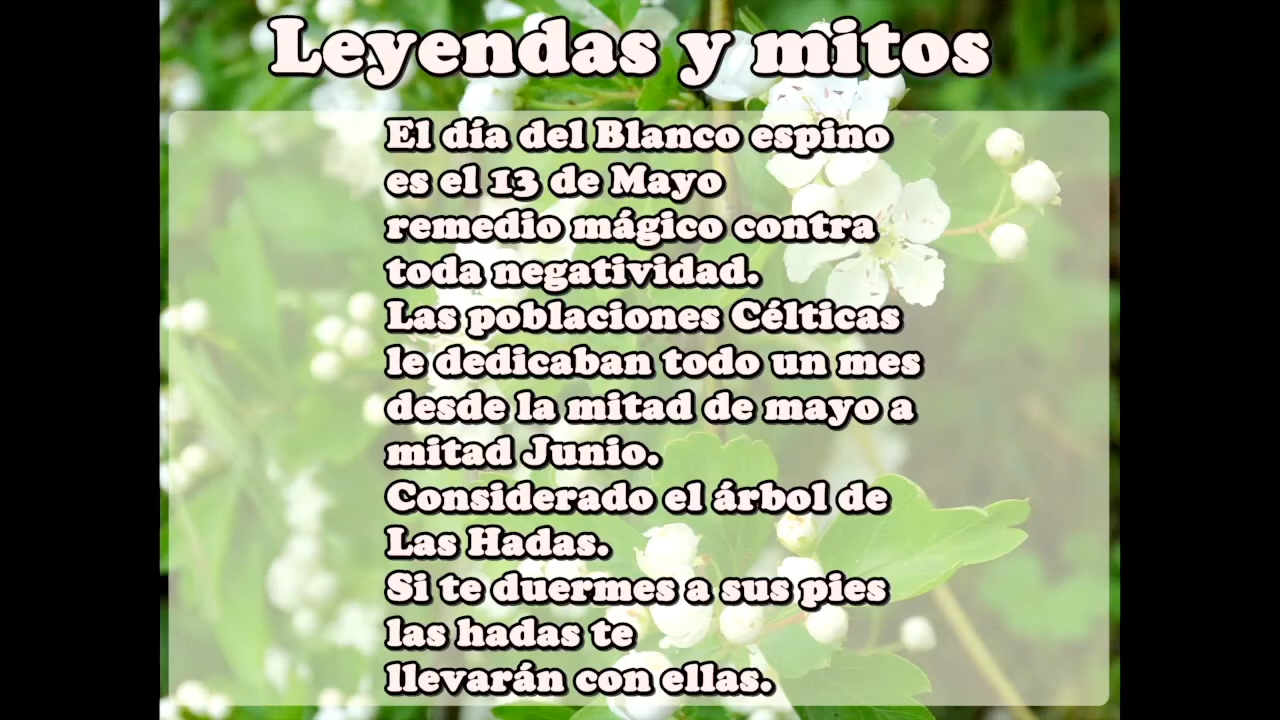 Leyendas y mitos
El día del Blanco espino
es el 13 de Mayo
remedio mágico contra
toda negatividad.
Las poblaciones Célticas
le dedicaban todo un mes
desde la mitad de mayo a
mitad Junio.
Considerado el árbol de
Las Hadas.
Si te duermes a sus pies
las hadas te
llevarán con ellas.